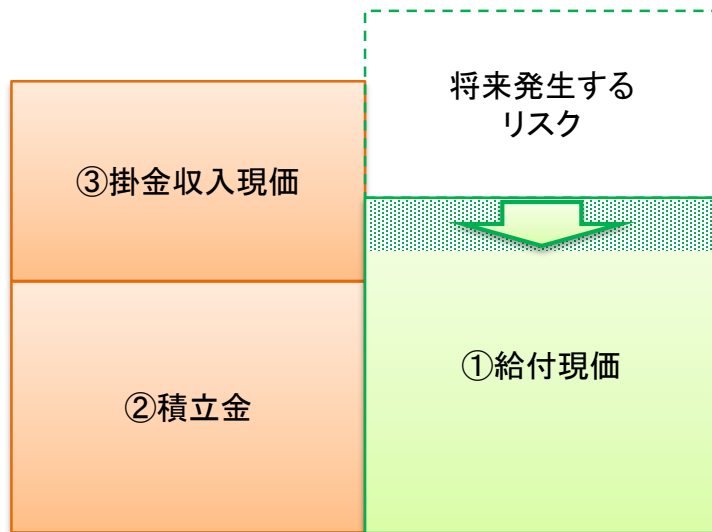 将来発生する
リスク
③掛金収入現価
①給付現価
②積立金